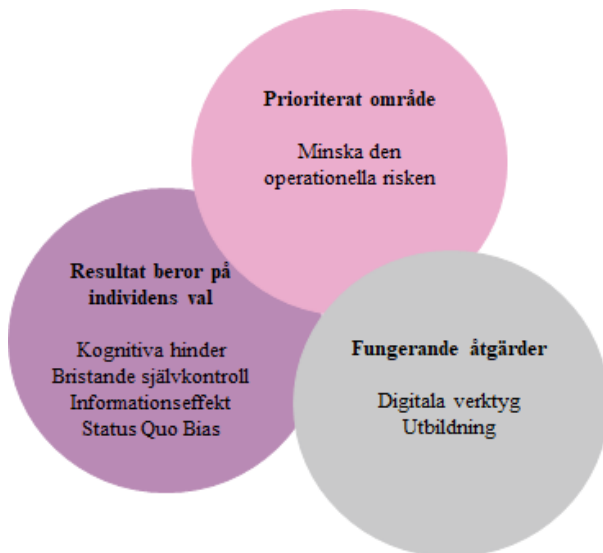 Prioriterat område
Minska den
operationella risken
Resultat beror på
individens val
Kognitiva hinder
Bristande självkontroll
Informationseffekt
Status Quo Bias
Fungerande åtgärder
Digitala verktyg
Utbildning